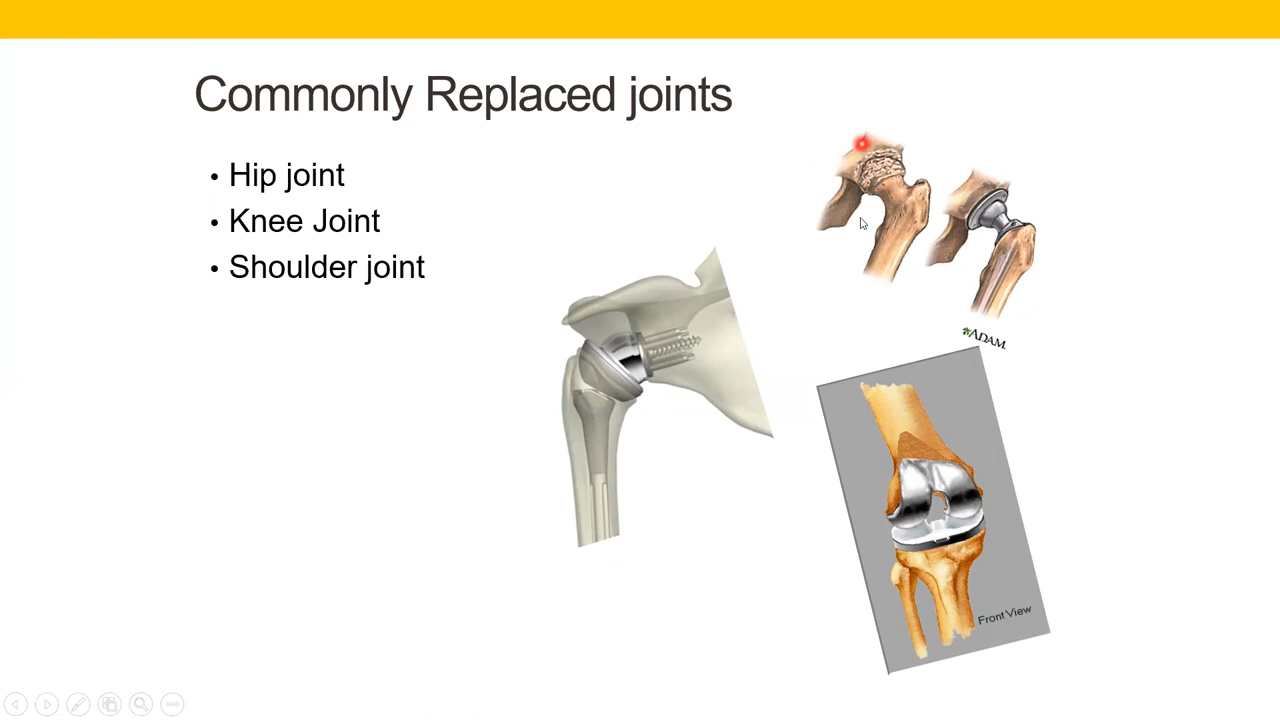 Commonly Replaced joints
• Hip joint
• Knee Joint
• Shoulder joint
ADAM
Front View